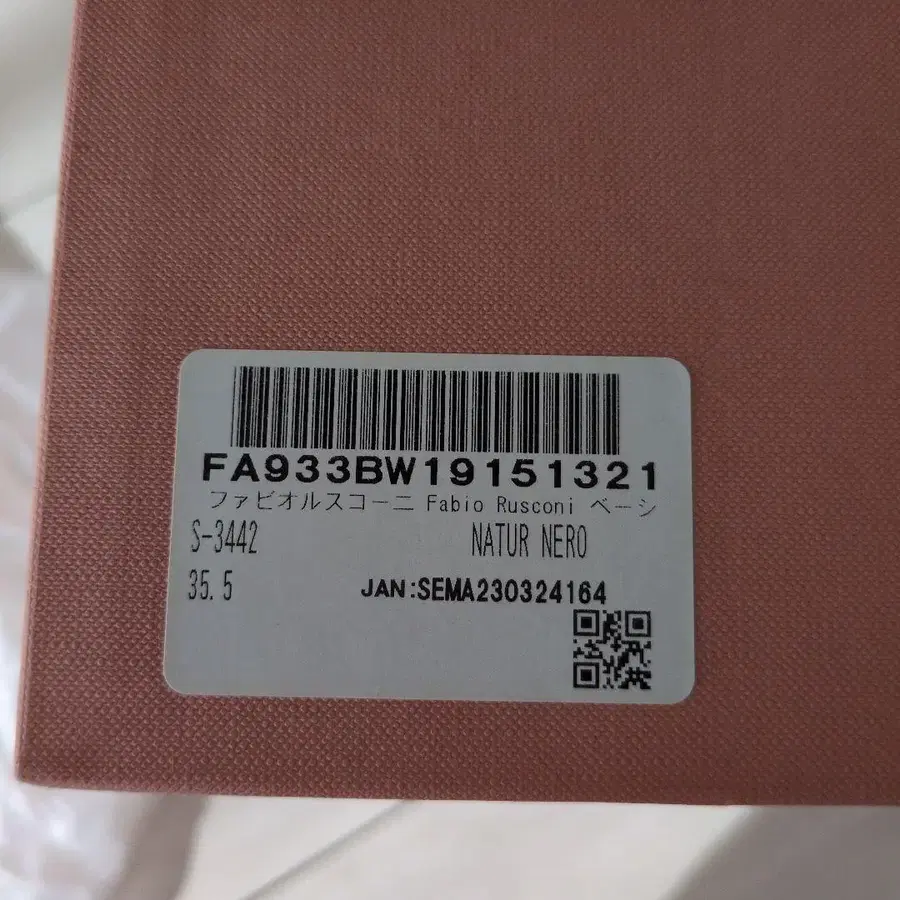 FA933BW19151321
ファビオルスコーニ Fabio Rusconi ベーシ
S-3442 NATUR NERO
35.5 JAN:SEMA230324164